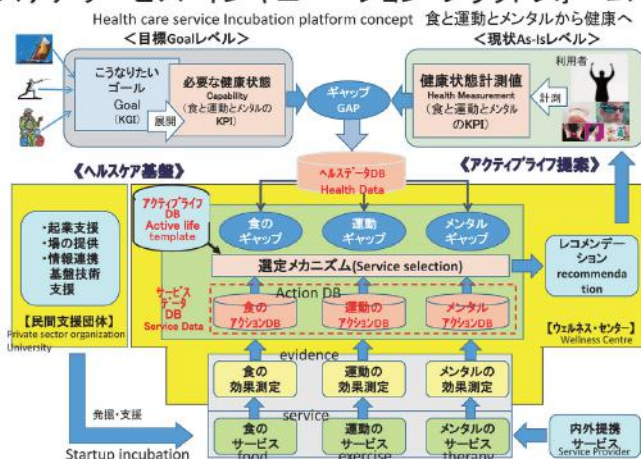 Health care service Incubation platform concept 食と運動とメンタルから健康へ
＜目標Goalレベル＞
＜現状As-Isレベル＞
こうなりたい
ゴール
Goal
(KGI)
展開
必要な健康状態
Capability
(食と運動とメンタルの
KPI)
ギャップ
GAP
健康状態計測値
Health Measurement
(食と運動とメンタル
のKPI)
計測
利用者
《ヘルスケア基盤》
ヘルスデータDB
Health Data
《アクティブライフ提案》
アクティブライフ
DB
Active life
template
・起業支援
・場の提供
・情報連携
基盤技術
支援
【民間支援団体】
Private sector organization
University
食の
ギャップ
運動
ギャップ
メンタル
ギャップ
選定メカニズム(Service selection)
レコメンデー
ション
recommenda
tion
Action DB
サービス
データ
DB
Service Data
食の
アクションDB
運動の
アクションDB
メンタル
アクションDB
【ウェルネス・センター】
Wellness Centre
evidence
食の
効果測定
運動の
効果測定
メンタルの
効果測定
service
発掘・支援
Startup incubation
食の
サービス
food
運動の
サービス
exercise
メンタルの
サービス
therapy
内外提携
サービス
Service Provider